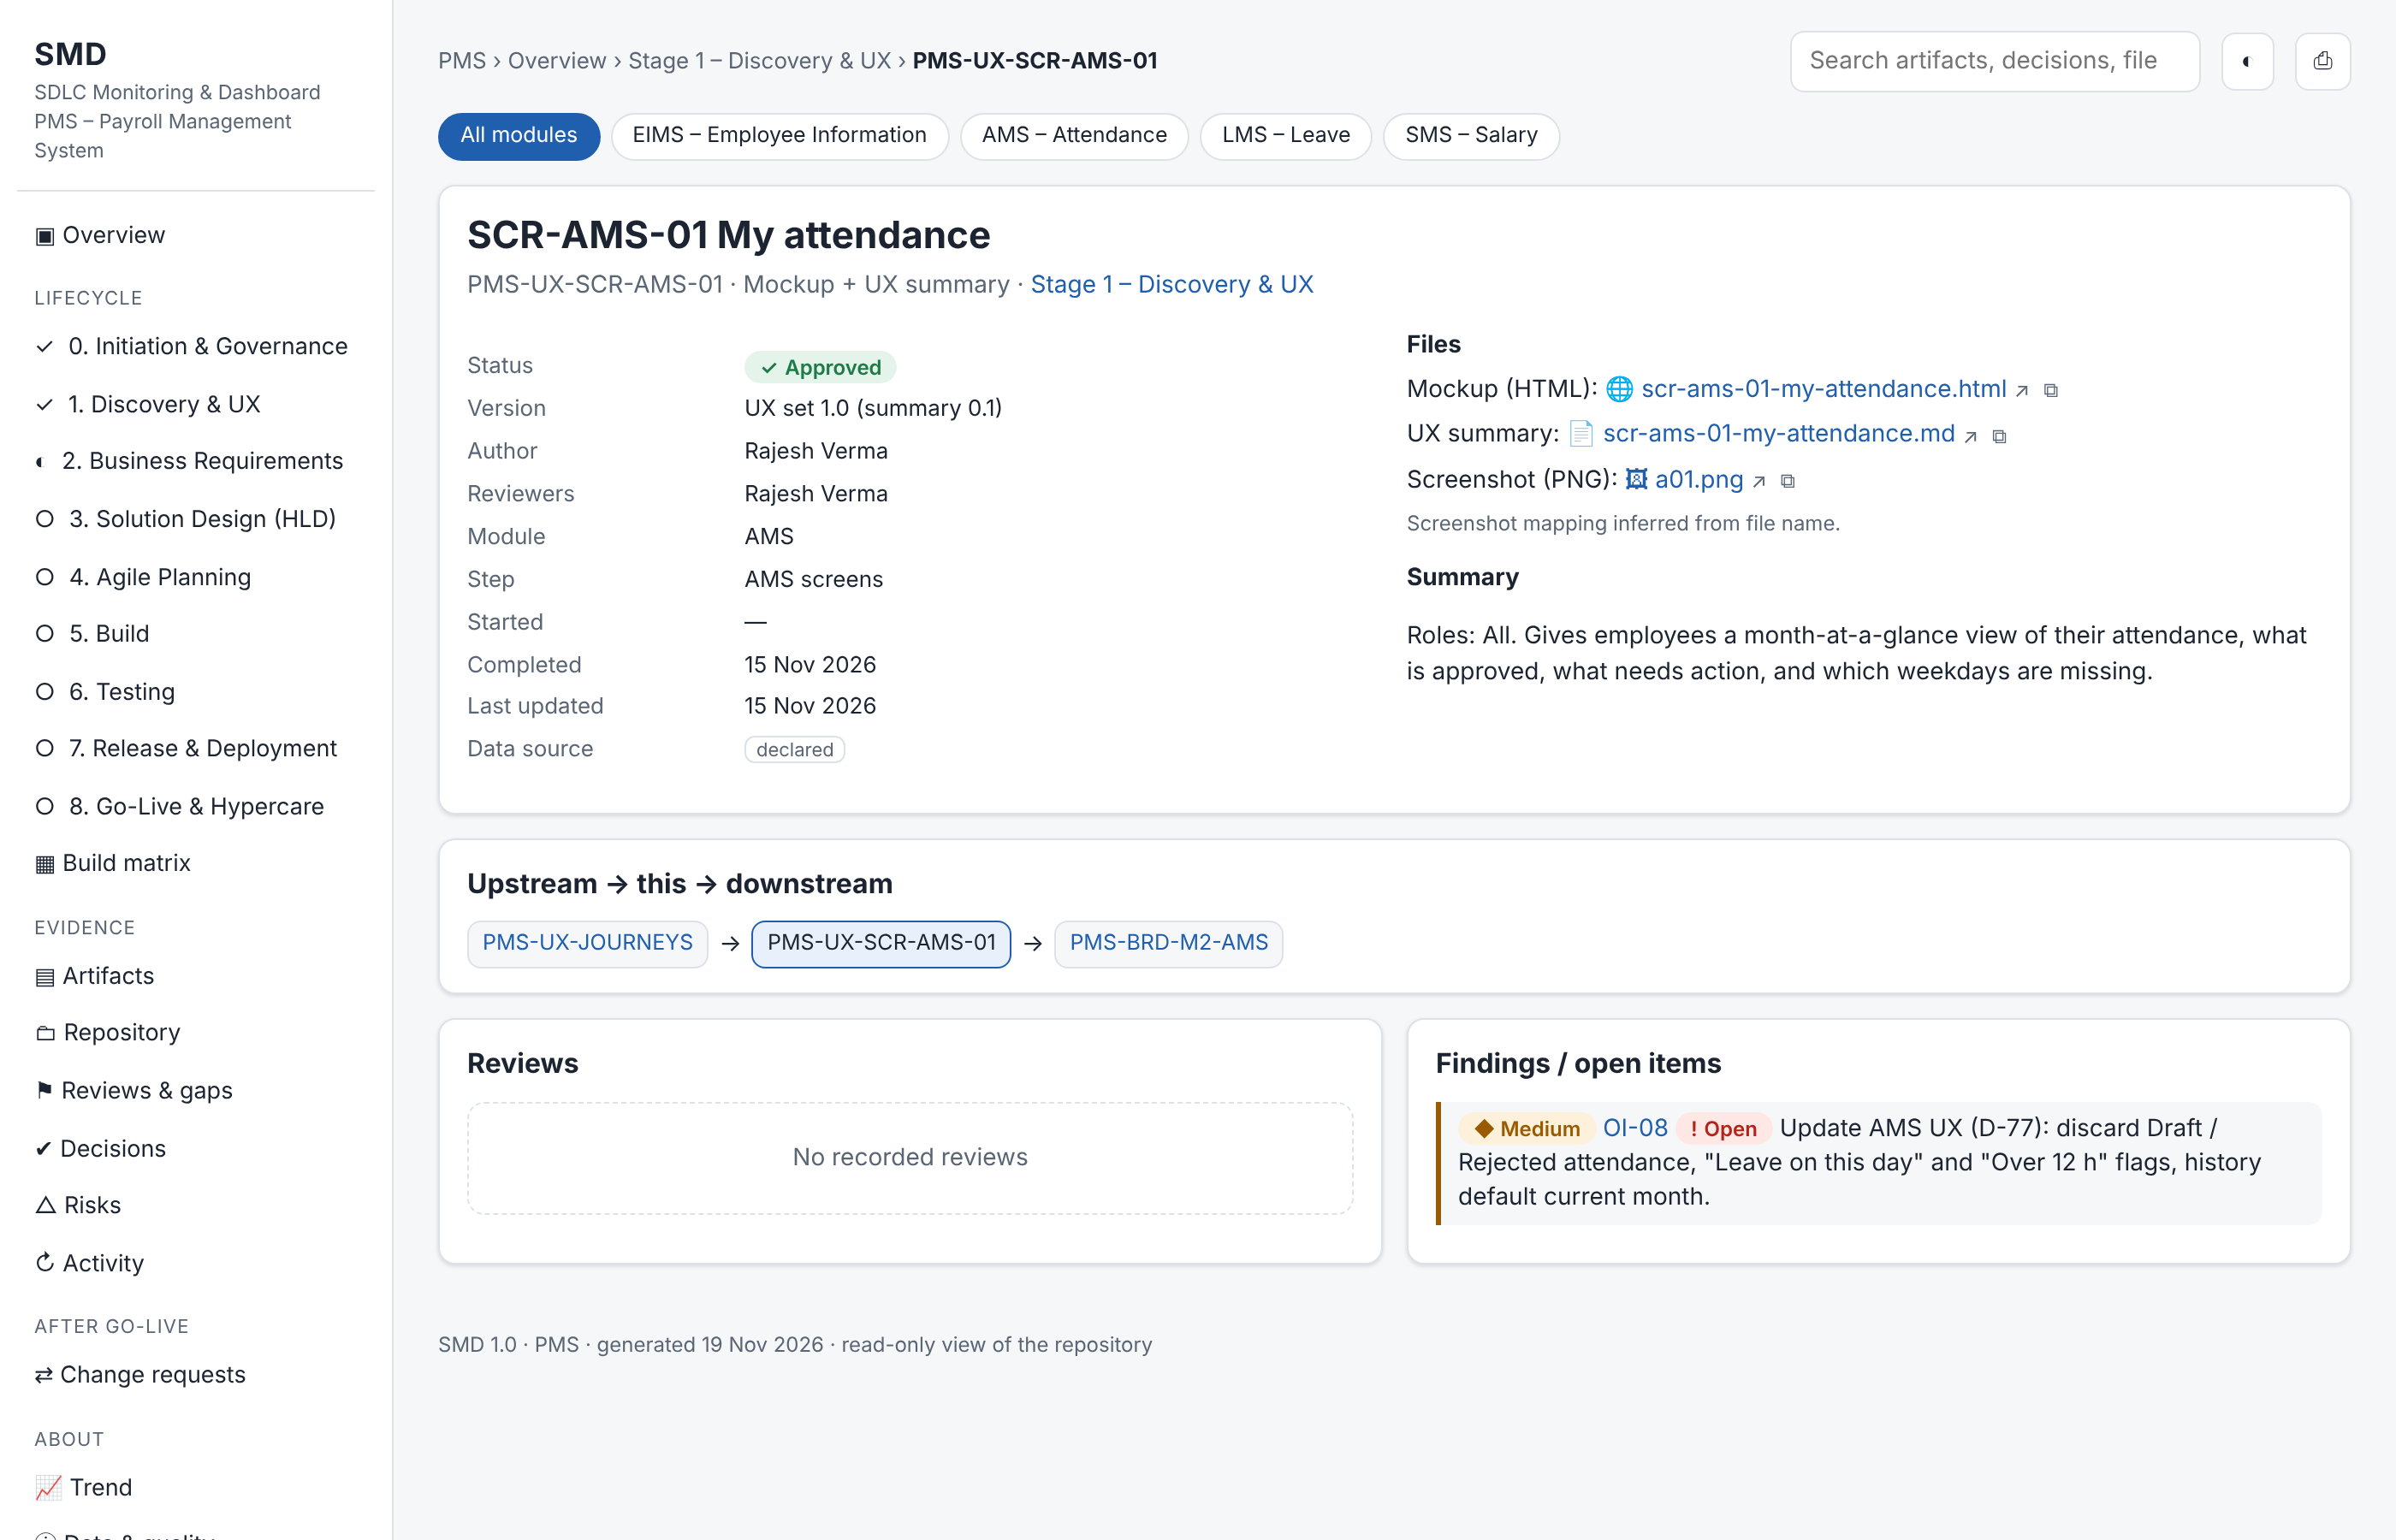 SMD
SDLC Monitoring & Dashboard
PMS – Payroll Management
System
Overview
LIFECYCLE
0. Initiation & Governance
1. Discovery & UX
2. Business Requirements
3. Solution Design (HLD)
4. Agile Planning
5. Build
6. Testing
7. Release & Deployment
8. Go-Live & Hypercare
Build matrix
EVIDENCE
Artifacts
Repository
Reviews & gaps
Decisions
Risks
Activity
AFTER GO-LIVE
Change requests
ABOUT
Trend
PMS › Overview › Stage 1 – Discovery & UX › PMS-UX-SCR-AMS-01
Search artifacts, decisions, file
All modules
EIMS – Employee Information
AMS – Attendance
LMS – Leave
SMS – Salary
SCR-AMS-01 My attendance
PMS-UX-SCR-AMS-01 · Mockup + UX summary · Stage 1 – Discovery & UX
Status ✓ Approved
Version UX set 1.0 (summary 0.1)
Author Rajesh Verma
Reviewers Rajesh Verma
Module AMS
Step AMS screens
Started —
Completed 15 Nov 2026
Last updated 15 Nov 2026
Data source declared
Files
Mockup (HTML): scr-ams-01-my-attendance.html
UX summary: scr-ams-01-my-attendance.md
Screenshot (PNG): a01.png
Screenshot mapping inferred from file name.
Summary
Roles: All. Gives employees a month-at-a-glance view of their attendance, what
is approved, what needs action, and which weekdays are missing.
Upstream → this → downstream
PMS-UX-JOURNEYS → PMS-UX-SCR-AMS-01 → PMS-BRD-M2-AMS
Reviews
No recorded reviews
Findings / open items
◆ Medium OI-08 ! Open Update AMS UX (D-77): discard Draft /
Rejected attendance, "Leave on this day" and "Over 12 h" flags, history
default current month.
SMD 1.0 · PMS · generated 19 Nov 2026 · read-only view of the repository